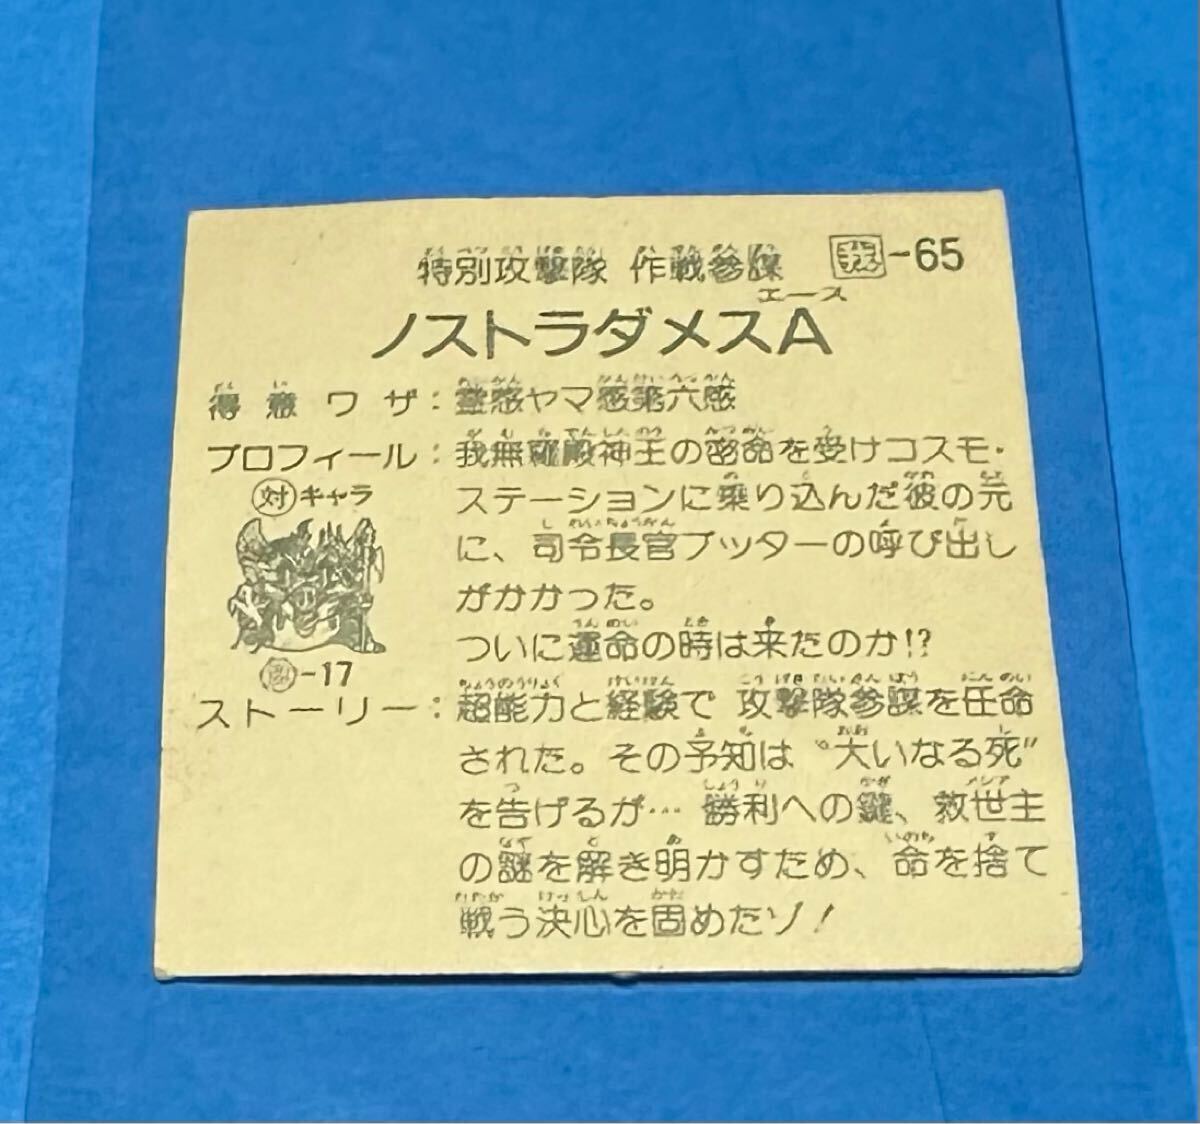 特別攻撃隊 作戦参謀 -65
エース
ノストラダメスA
得意ワザ：霊感ヤマ感第六感
プロフィール：我無羅殿神王の密命を受けコスモ・
ステーションに乗り込んだ彼の元
に、司令長官ブッターの呼び出し
がかかった。
ついに運命の時は来たのか!?
対キャラ
-17
ストーリー：超能力と経験で 攻撃隊参謀を任命
された。その予知は“大いなる死”
を告げるが… 勝利への鍵、救世主
の謎を解き明かすため、命を捨て
戦う決心を固めたゾ！